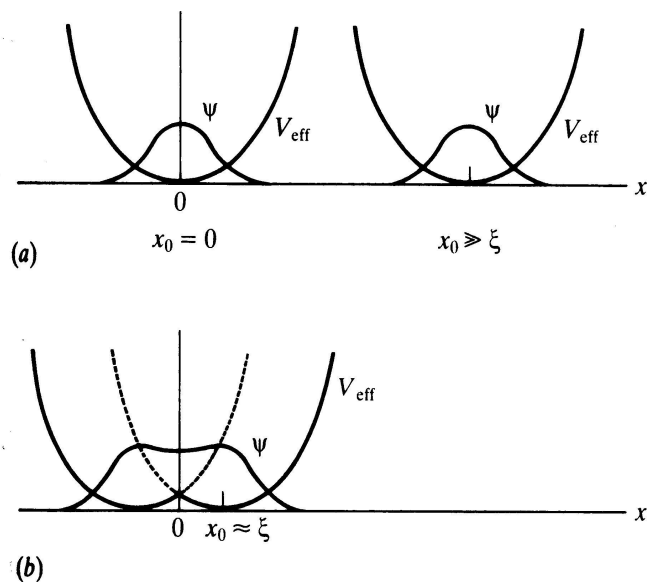 ψ V_eff ψ V_eff
0 x
(a) x₀ = 0 x₀ ≫ ξ
V_eff
ψ
0 x₀ ≈ ξ x
(b)